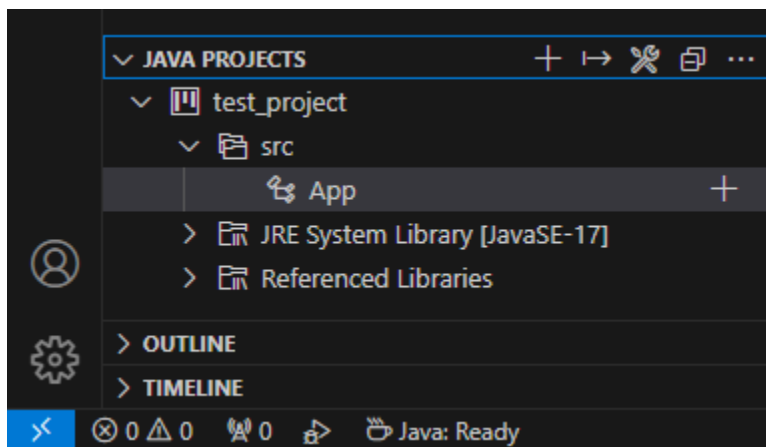 JAVA PROJECTS
test_project
src
App
JRE System Library [JavaSE-17]
Referenced Libraries
OUTLINE
TIMELINE
0 0 0 Java: Ready